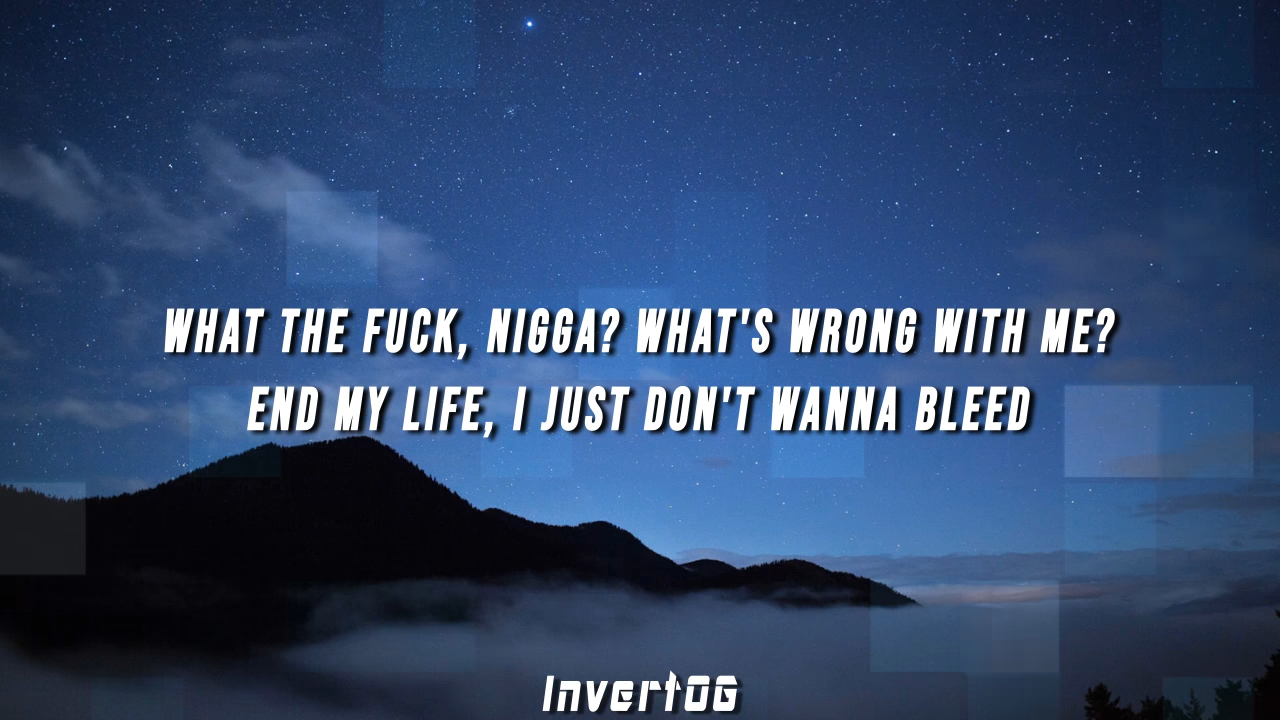 WHAT THE FUCK, NIGGA? WHAT'S WRONG WITH ME?
END MY LIFE, I JUST DON'T WANNA BLEED
InvertOG